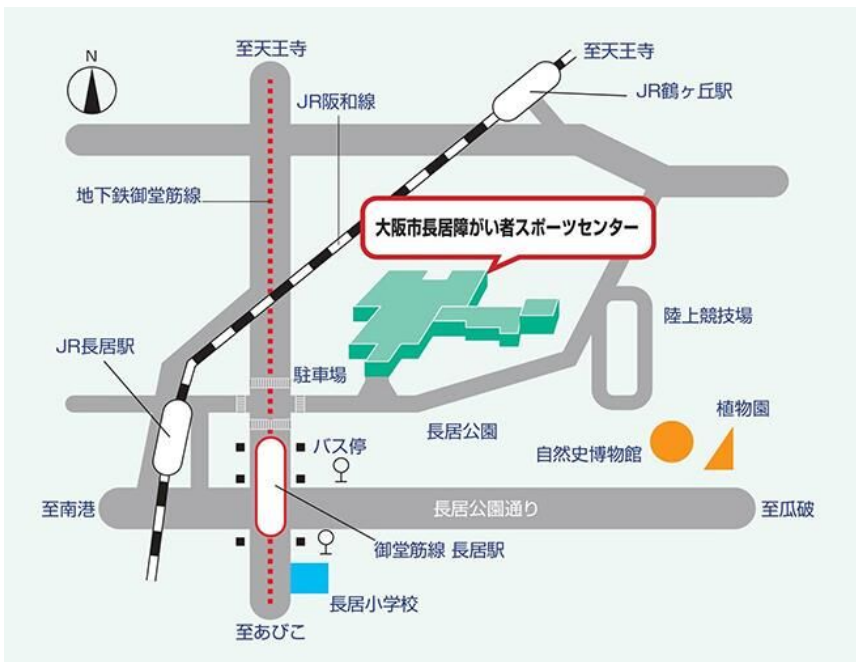 至天王寺
至天王寺
N
JR鶴ヶ丘駅
JR阪和線
地下鉄御堂筋線
大阪市長居障がい者スポーツセンター
陸上競技場
JR長居駅
駐車場
植物園
長居公園
バス停
自然史博物館
至南港
長居公園通り
至瓜破
御堂筋線 長居駅
長居小学校
至あびこ